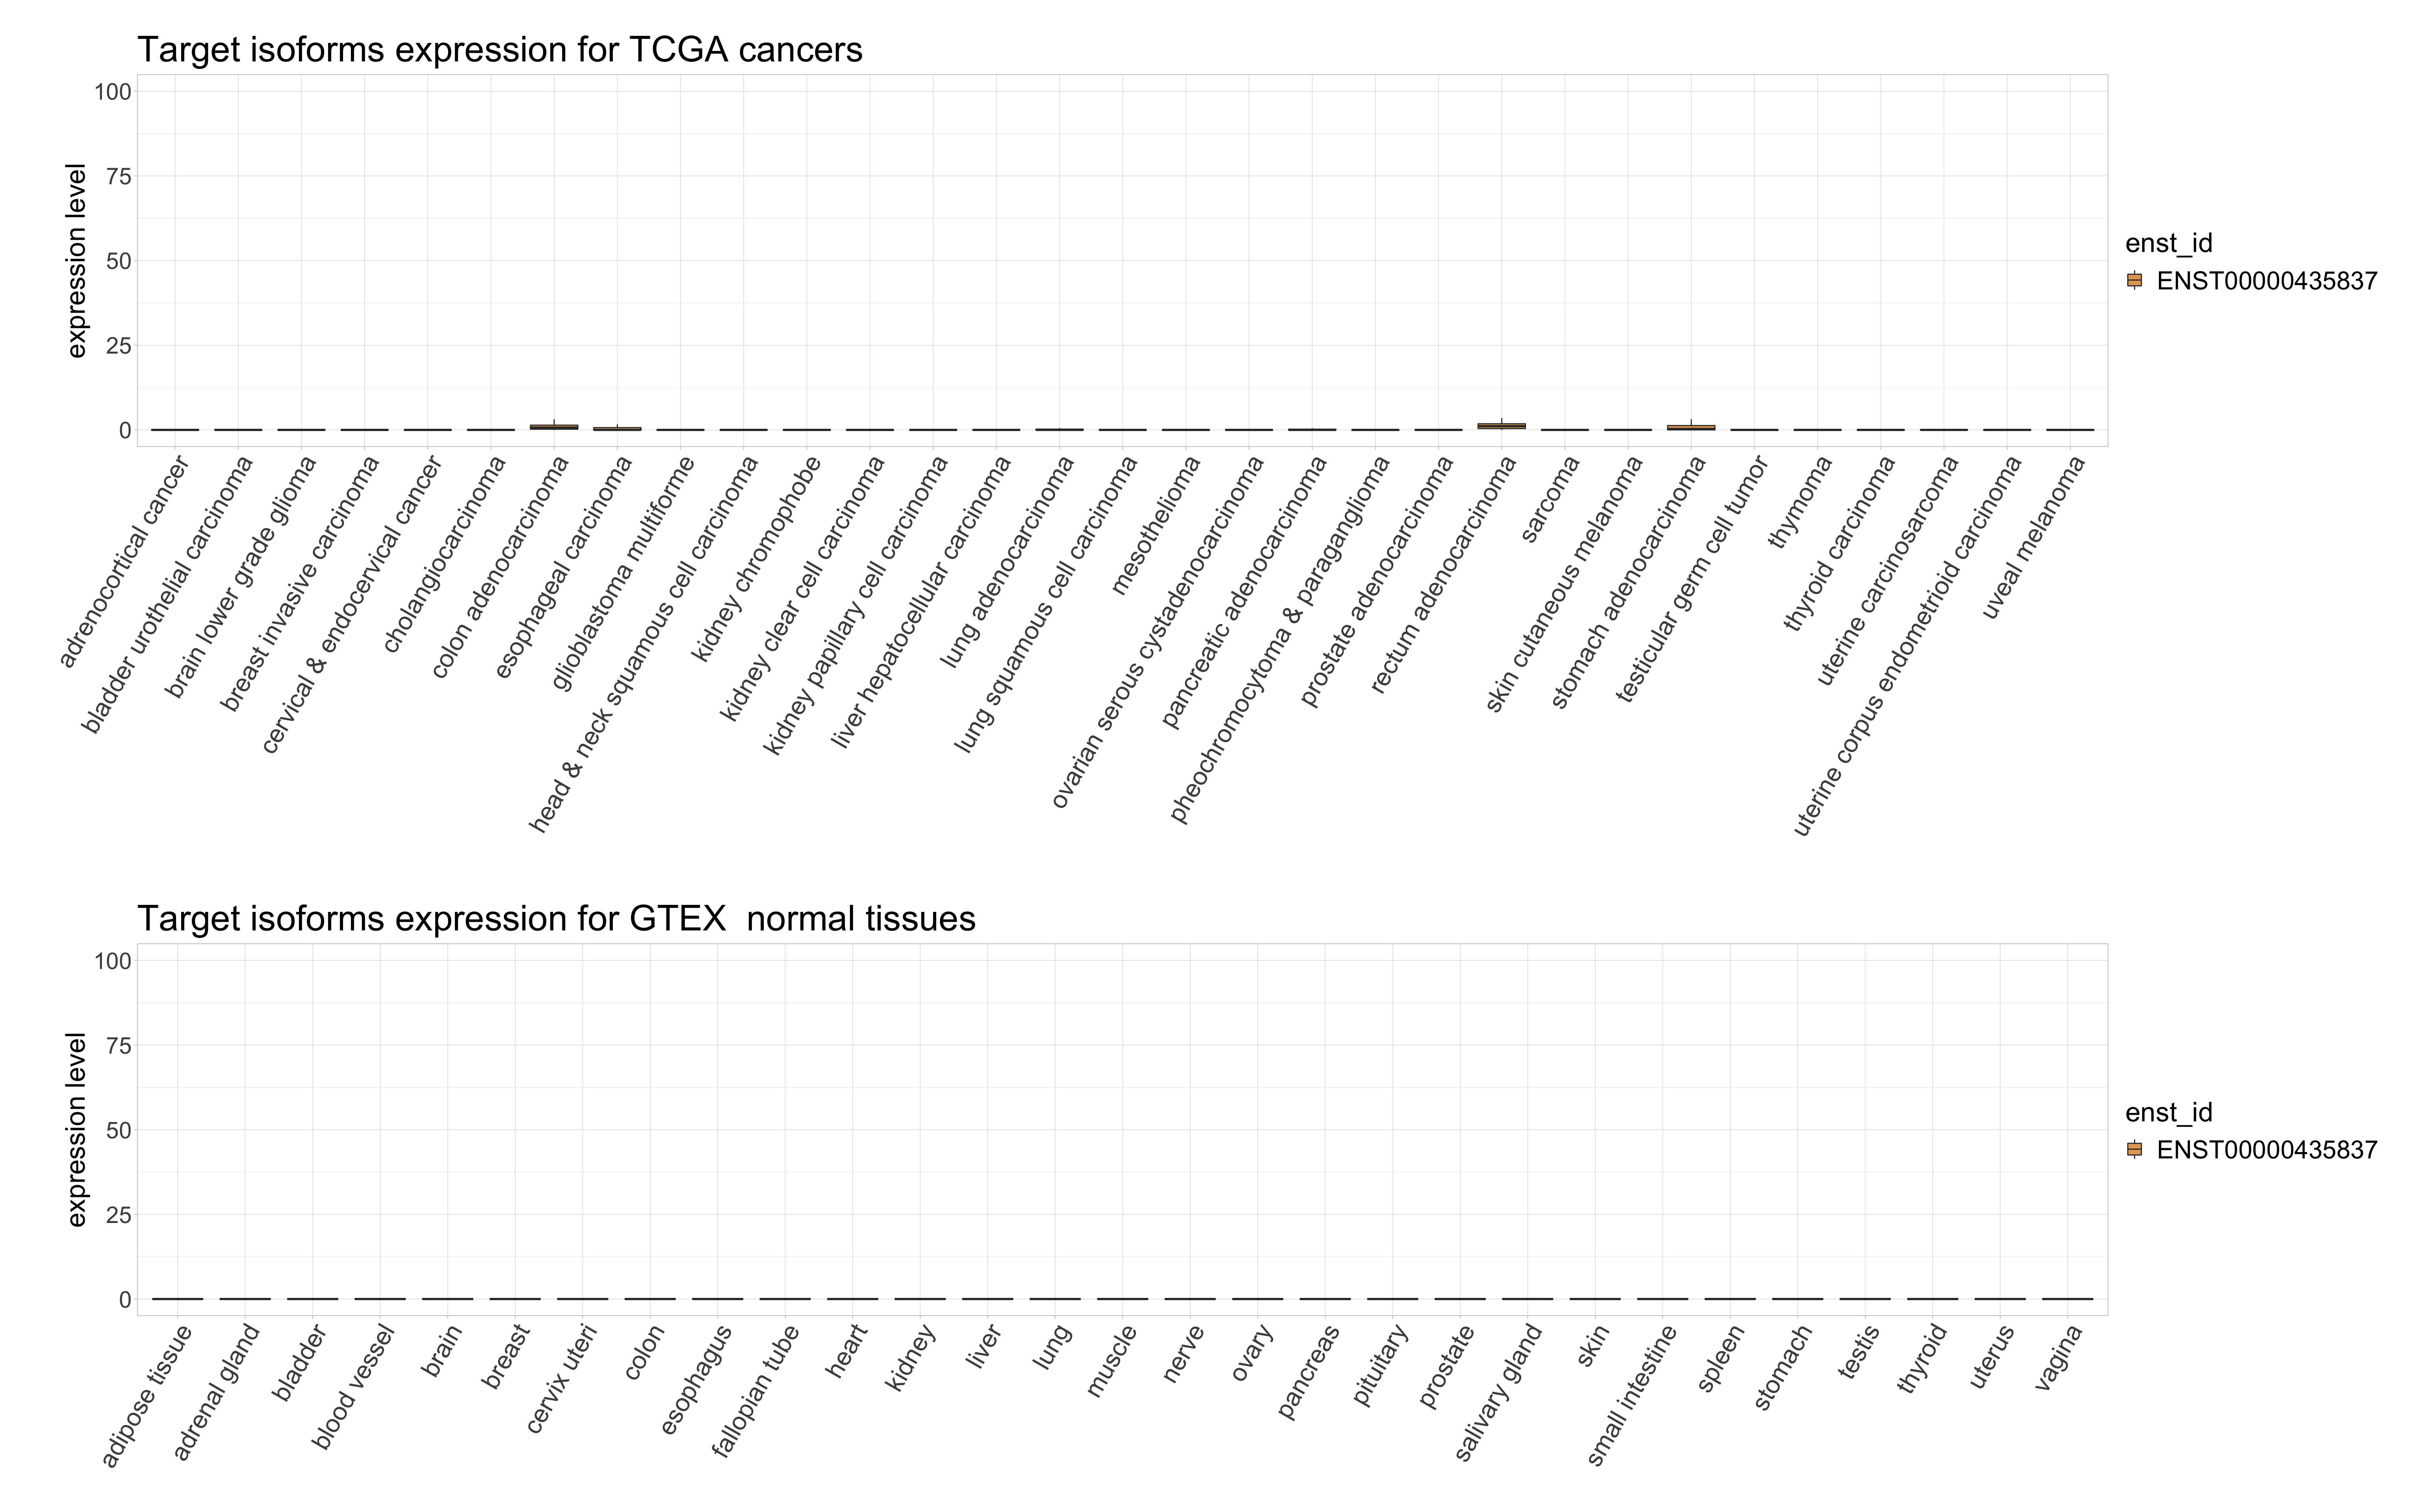 Target isoforms expression for TCGA cancers
100
75
50
25
0
expression level
adrenocortical cancer
bladder urothelial carcinoma
brain lower grade glioma
breast invasive carcinoma
cervical & endocervical cancer
cholangiocarcinoma
colon adenocarcinoma
esophageal carcinoma
glioblastoma multiforme
head & neck squamous cell carcinoma
kidney chromophobe
kidney clear cell carcinoma
kidney papillary cell carcinoma
liver hepatocellular carcinoma
lung adenocarcinoma
lung squamous cell carcinoma
mesothelioma
ovarian serous cystadenocarcinoma
pancreatic adenocarcinoma
pheochromocytoma & paraganglioma
prostate adenocarcinoma
rectum adenocarcinoma
sarcoma
skin cutaneous melanoma
stomach adenocarcinoma
testicular germ cell tumor
thymoma
thyroid carcinoma
uterine carcinosarcoma
uterine corpus endometrioid carcinoma
uveal melanoma
enst_id
ENST00000435837
Target isoforms expression for GTEX  normal tissues
100
75
50
25
0
expression level
adipose tissue
adrenal gland
bladder
blood vessel
brain
breast
cervix uteri
colon
esophagus
fallopian tube
heart
kidney
liver
lung
muscle
nerve
ovary
pancreas
pituitary
prostate
salivary gland
skin
small intestine
spleen
stomach
testis
thyroid
uterus
vagina
enst_id
ENST00000435837